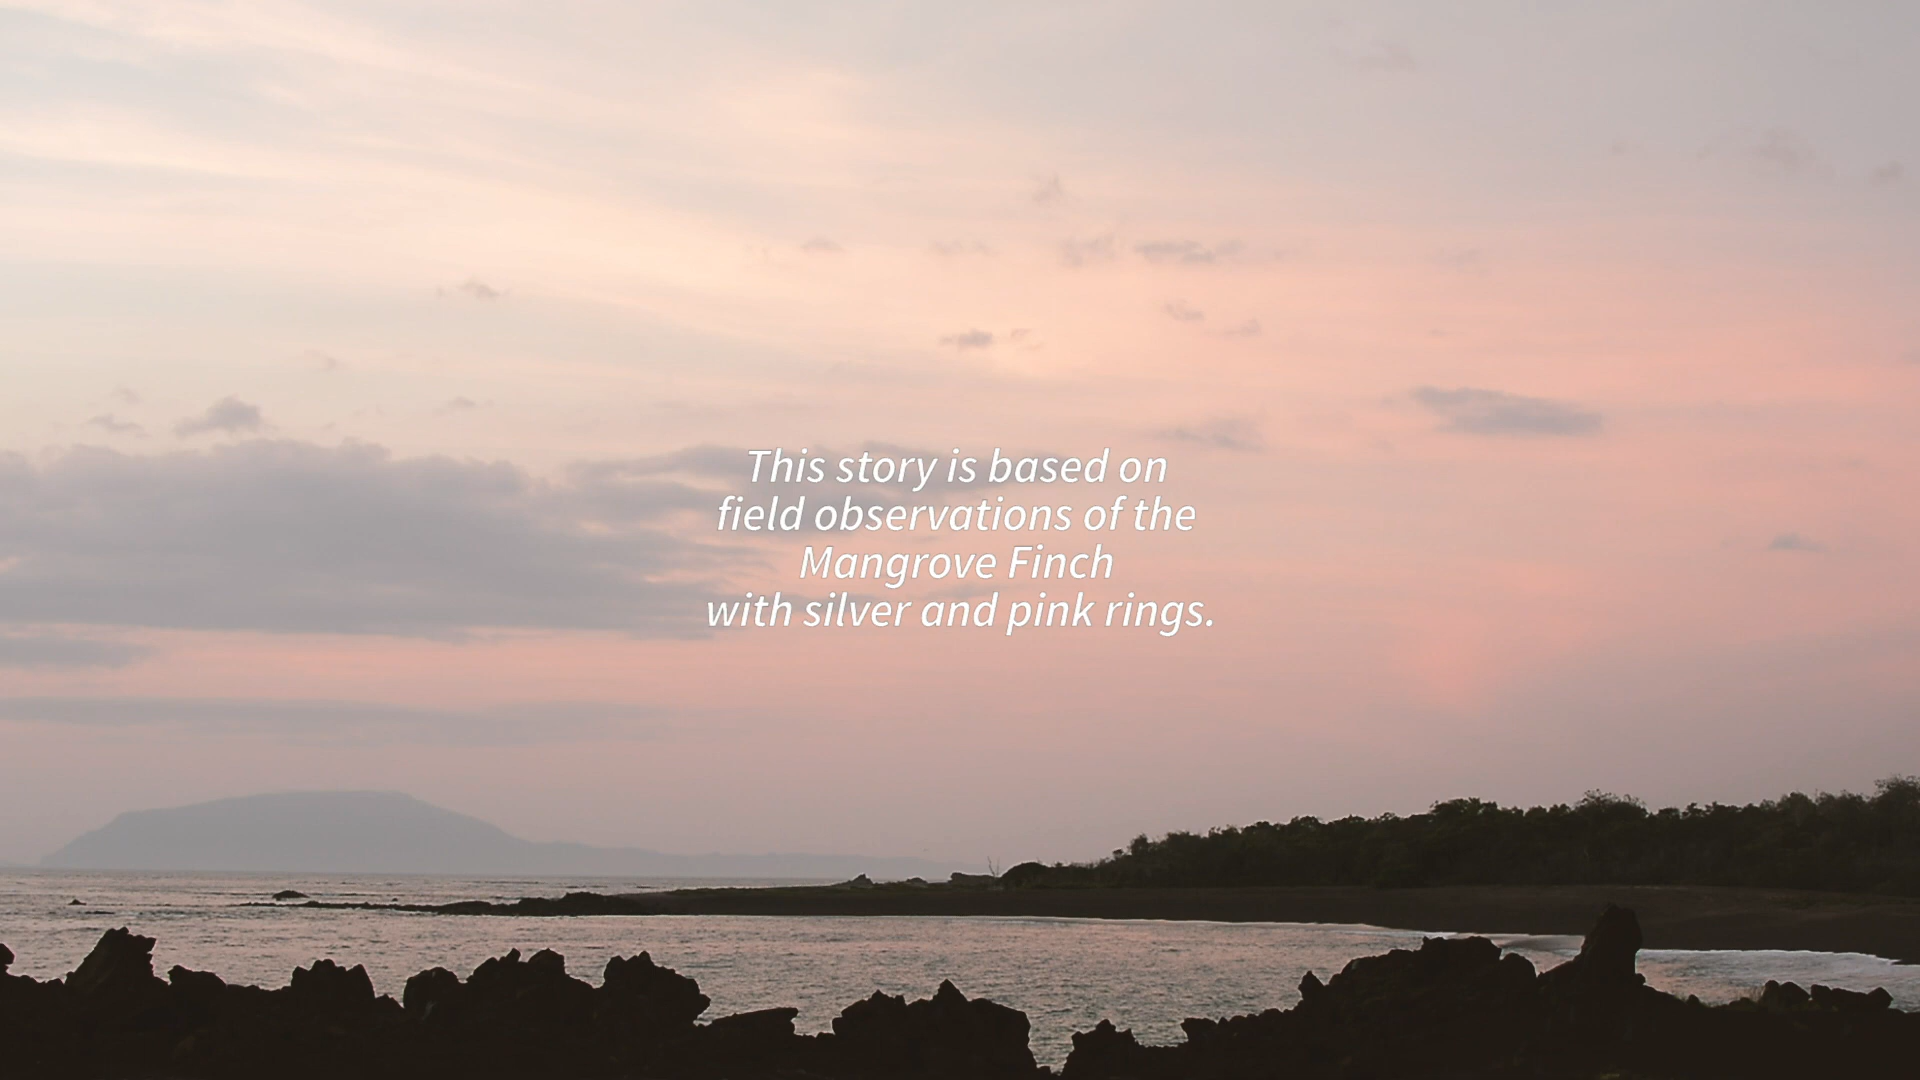 This story is based on
field observations of the
Mangrove Finch
with silver and pink rings.